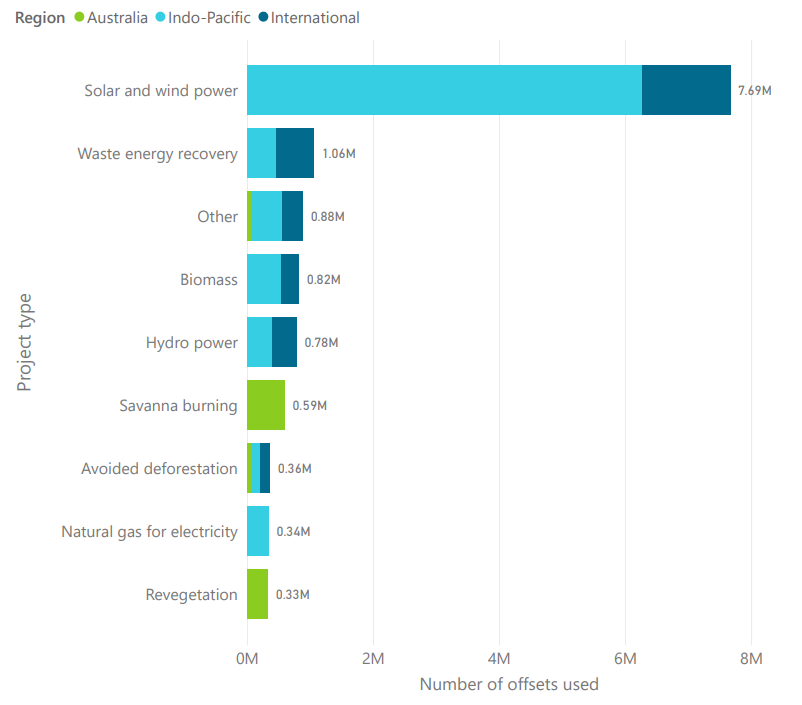 Region Australia Indo-Pacific International
Solar and wind power 7.69M
Waste energy recovery 1.06M
Other 0.88M
Biomass 0.82M
Hydro power 0.78M
Savanna burning 0.59M
Avoided deforestation 0.36M
Natural gas for electricity 0.34M
Revegetation 0.33M
Project type
0M 2M 4M 6M 8M
Number of offsets used